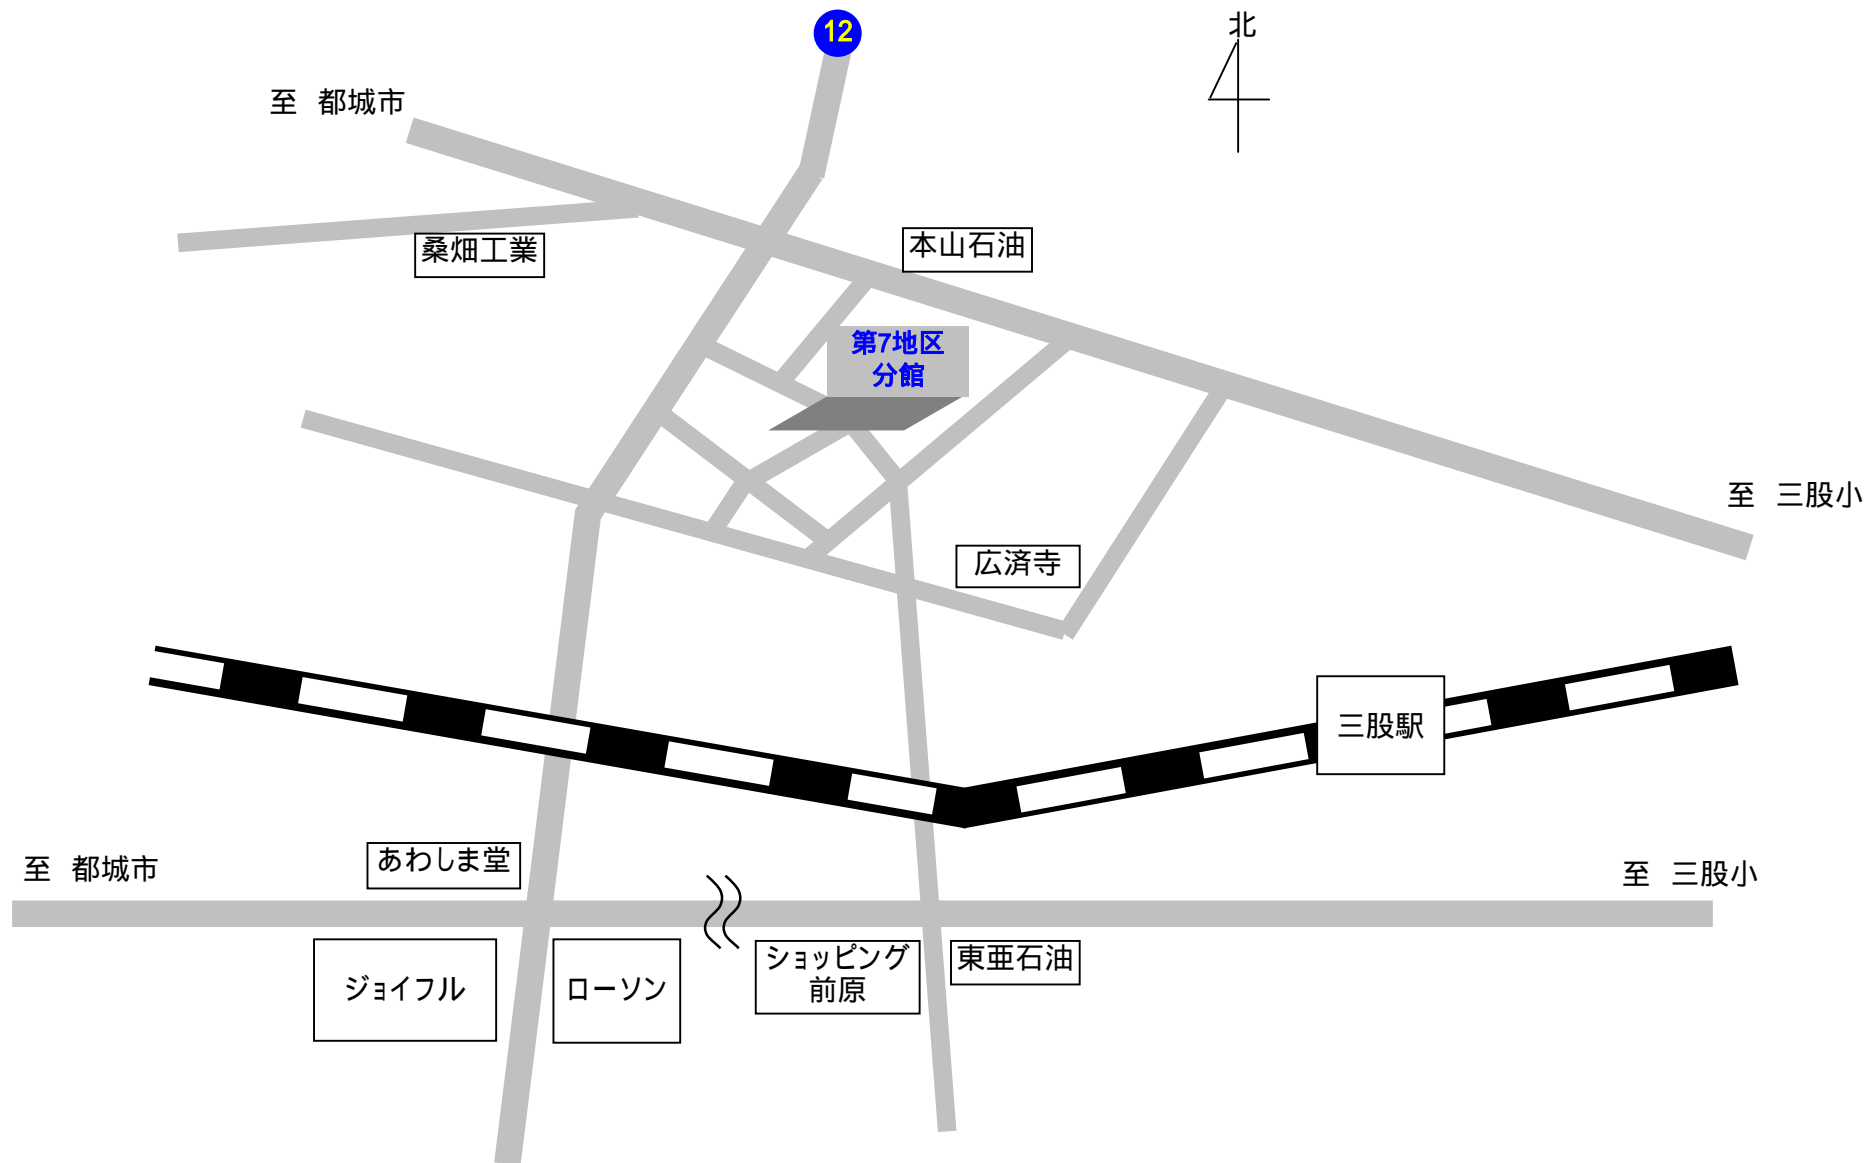 12
北
至 都城市
桑畑工業
本山石油
第7地区
分館
至 三股小
広済寺
三股駅
あわしま堂
至 都城市
至 三股小
ジョイフル
ローソン
ショッピング
前原
東亜石油